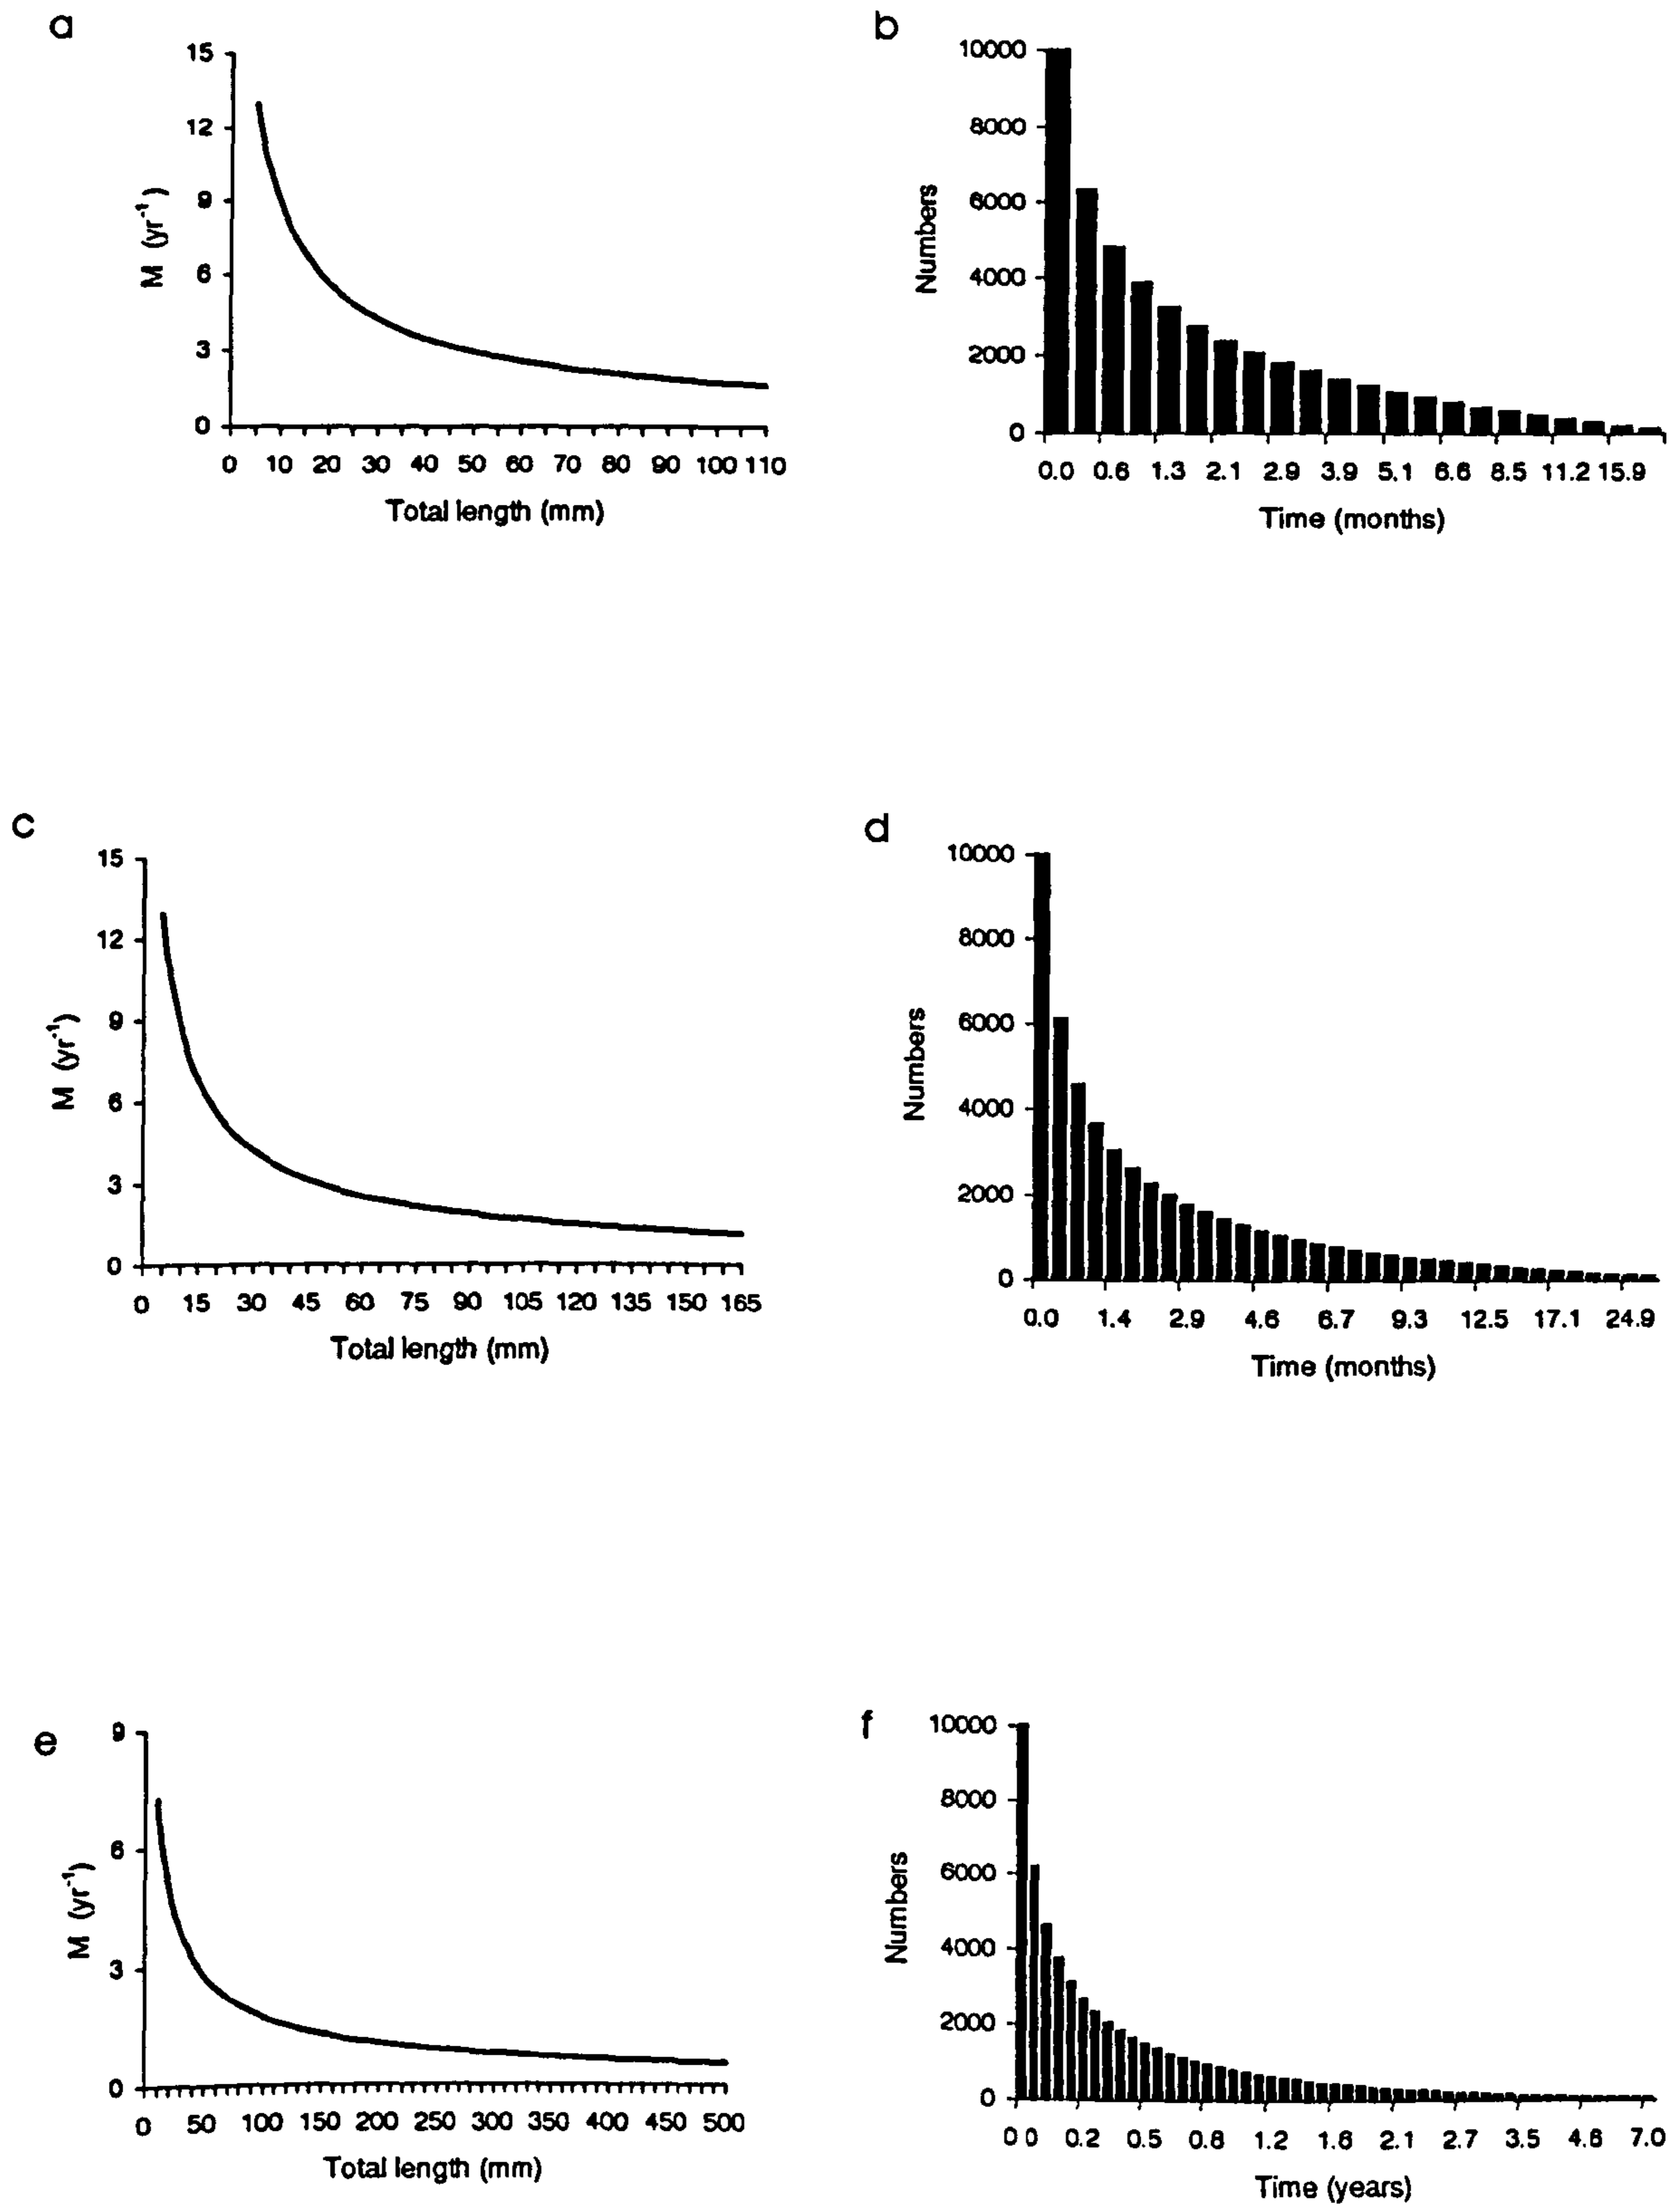 a
15
12
9
6
3
0
M (yr-1)
0 10 20 30 40 50 60 70 80 90 100 110
Total length (mm)
b
10000
8000
6000
4000
2000
0
Numbers
0.0 0.6 1.3 2.1 2.9 3.9 5.1 6.6 8.5 11.2 15.9
Time (months)
c
15
12
9
6
3
0
M (yr-1)
0 15 30 45 60 75 90 105 120 135 150 165
Total length (mm)
d
10000
8000
6000
4000
2000
0
Numbers
0.0 1.4 2.9 4.6 6.7 9.3 12.5 17.1 24.9
Time (months)
e
9
6
3
0
M (yr-1)
0 50 100 150 200 250 300 350 400 450 500
Total length (mm)
f
10000
8000
6000
4000
2000
0
Numbers
0 0 0.2 0.5 0.8 1.2 1.6 2.1 2.7 3.5 4.6 7.0
Time (years)